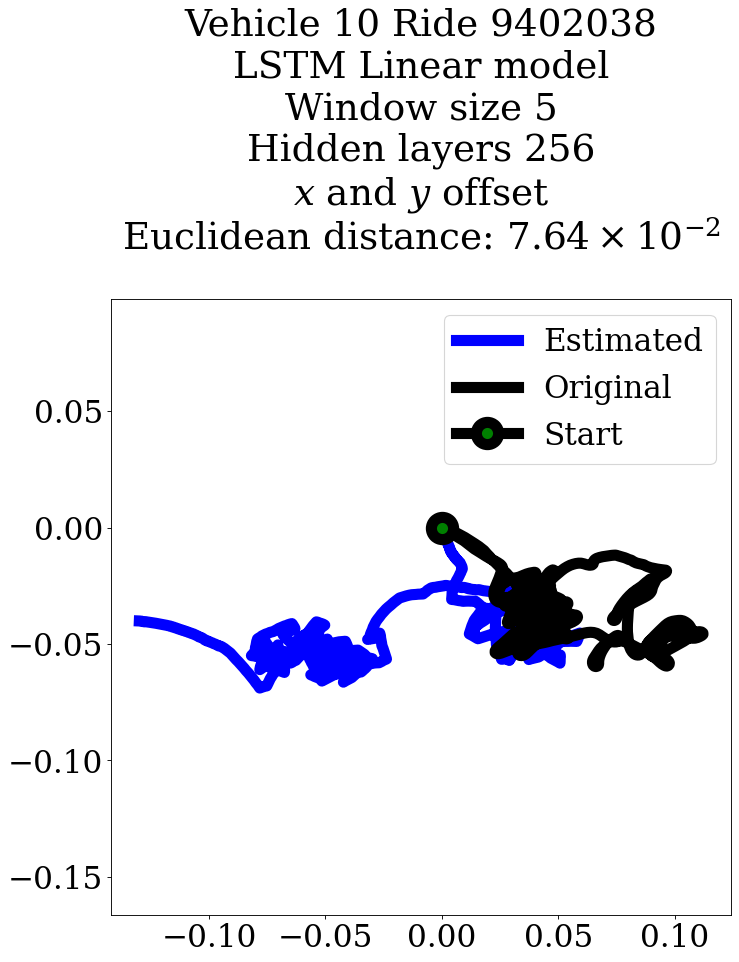 Vehicle 10 Ride 9402038
LSTM Linear model
Window size 5
Hidden layers 256
x and y offset
Euclidean distance: 7.64 × 10⁻²
Estimated
Original
Start
0.05
0.00
−0.05
−0.10
−0.15
−0.10 −0.05 0.00 0.05 0.10